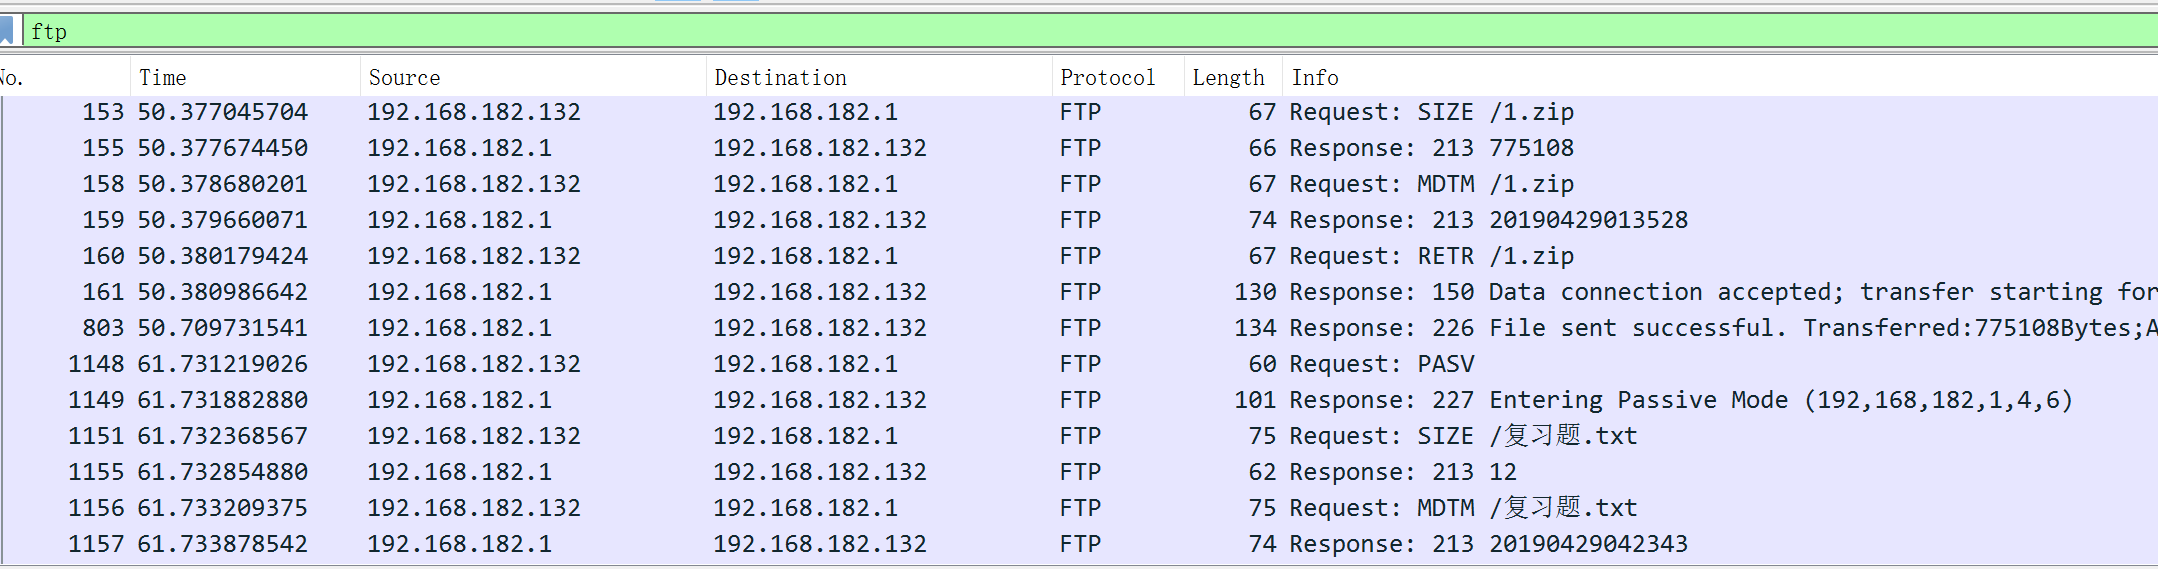 ftp
No. Time Source Destination Protocol Length Info
153 50.377045704 192.168.182.132 192.168.182.1 FTP 67 Request: SIZE /1.zip
155 50.377674450 192.168.182.1 192.168.182.132 FTP 66 Response: 213 775108
158 50.378680201 192.168.182.132 192.168.182.1 FTP 67 Request: MDTM /1.zip
159 50.379660071 192.168.182.1 192.168.182.132 FTP 74 Response: 213 20190429013528
160 50.380179424 192.168.182.132 192.168.182.1 FTP 67 Request: RETR /1.zip
161 50.380986642 192.168.182.1 192.168.182.132 FTP 130 Response: 150 Data connection accepted; transfer starting for
803 50.709731541 192.168.182.1 192.168.182.132 FTP 134 Response: 226 File sent successful. Transferred:775108Bytes;A
1148 61.731219026 192.168.182.132 192.168.182.1 FTP 60 Request: PASV
1149 61.731882880 192.168.182.1 192.168.182.132 FTP 101 Response: 227 Entering Passive Mode (192,168,182,1,4,6)
1151 61.732368567 192.168.182.132 192.168.182.1 FTP 75 Request: SIZE /复习题.txt
1155 61.732854880 192.168.182.1 192.168.182.132 FTP 62 Response: 213 12
1156 61.733209375 192.168.182.132 192.168.182.1 FTP 75 Request: MDTM /复习题.txt
1157 61.733878542 192.168.182.1 192.168.182.132 FTP 74 Response: 213 20190429042343